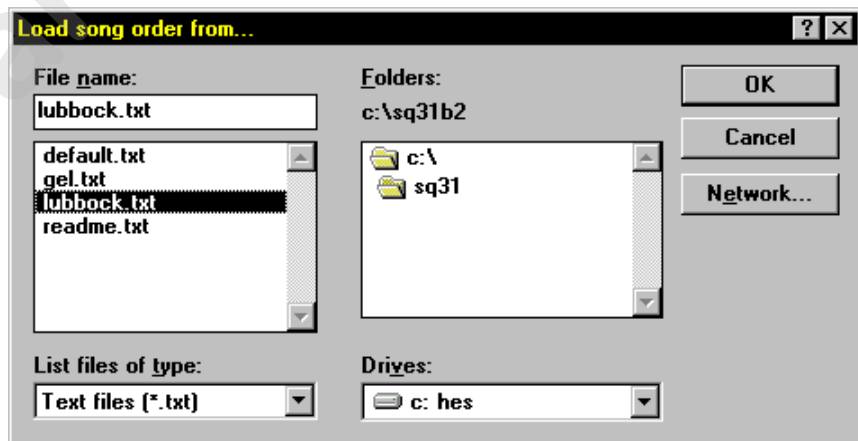 Load song order from...
File name:
lubbock.txt
default.txt
gel.txt
lubbock.txt
readme.txt
List files of type:
Text files (*.txt)
Folders:
c:\sq31b2
c:\
sq31
Drives:
c: hes
OK
Cancel
Network...